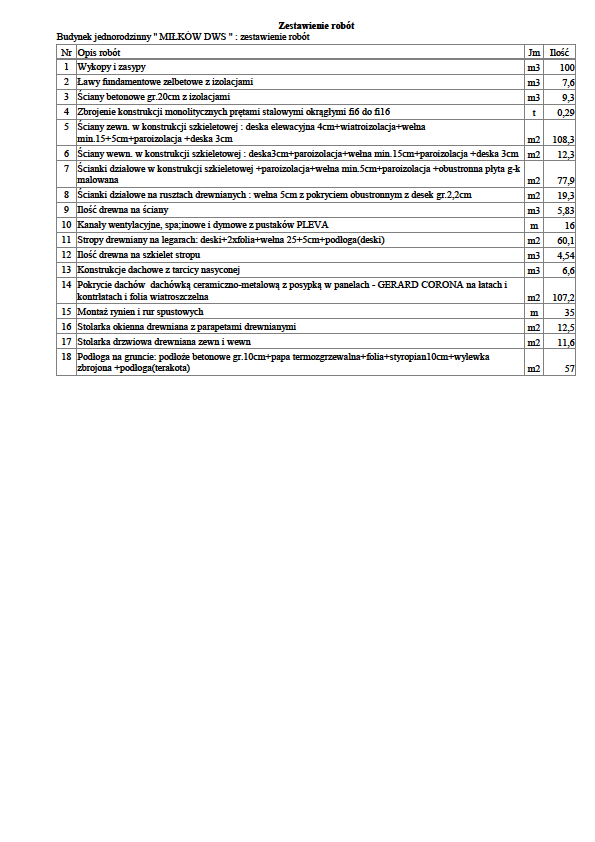 Zestawienie robót
Budynek jednorodzinny " MIŁKÓW DWS " : zestawienie robót
Nr Opis robót Jm Ilość
1 Wykopy i zasypy m3 100
2 Ławy fundamentowe żelbetowe z izolacjami m3 7,6
3 Ściany betonowe gr.20cm z izolacjami m3 9,3
4 Zbrojenie konstrukcji monolitycznych prętami stalowymi okrągłymi fi6 do fi16 t 0,29
5 Ściany zewn. w konstrukcji szkieletowej : deska elewacyjna 4cm+wiatroizolacja+wełna
min.15+5cm+paroizolacja +deska 3cm m2 108,3
6 Ściany wewn. w konstrukcji szkieletowej : deska3cm+paroizolacja+wełna min.15cm+paroizolacja +deska 3cm m2 12,3
7 Ścianki działowe w konstrukcji szkieletowej +paroizolacja+wełna min.5cm+paroizolacja +obustronna płyta g-k
malowana m2 77,9
8 Ścianki działowe na rusztach drewnianych : wełna 5cm z pokryciem obustronnym z desek gr.2,2cm m2 19,3
9 Ilość drewna na ściany m3 5,83
10 Kanały wentylacyjne, spa;inowe i dymowe z pustaków PLEVA m 16
11 Stropy drewniany na legarach: deski+2xfolia+wełna 25+5cm+podłoga(deski) m2 60,1
12 Ilość drewna na szkielet stropu m3 4,54
13 Konstrukcje dachowe z tarcicy nasyconej m3 6,6
14 Pokrycie dachów dachówką ceramiczno-metalową z posypką w panelach - GERARD CORONA na łatach i
kontrłatach i folia wiatroszczelna m2 107,2
15 Montaż rynien i rur spustowych m 35
16 Stolarka okienna drewniana z parapetami drewnianymi m2 12,5
17 Stolarka drzwiowa drewniana zewn i wewn m2 11,6
18 Podłoga na gruncie: podłoże betonowe gr.10cm+papa termozgrzewalna+folia+styropian10cm+wylewka
zbrojona +podłoga(terakota) m2 57